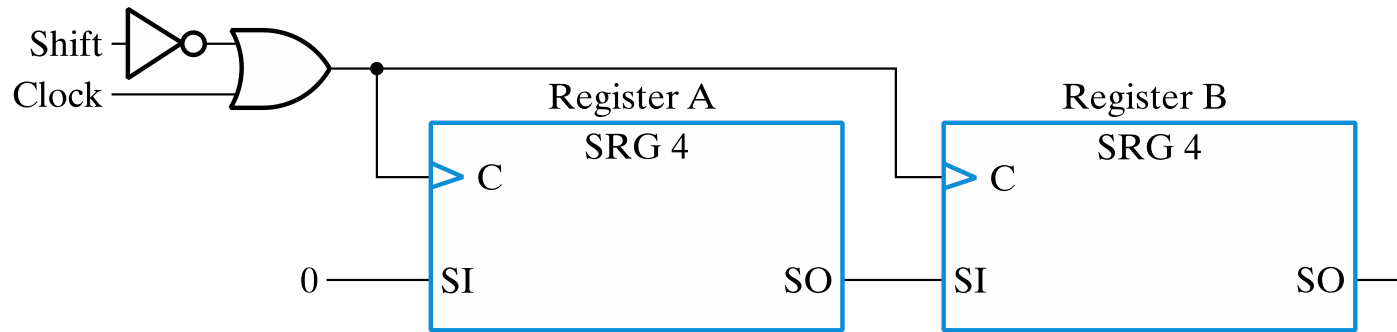 Shift
Clock
Register A
Register B
SRG 4
SRG 4
C
C
0
SI
SO
SI
SO